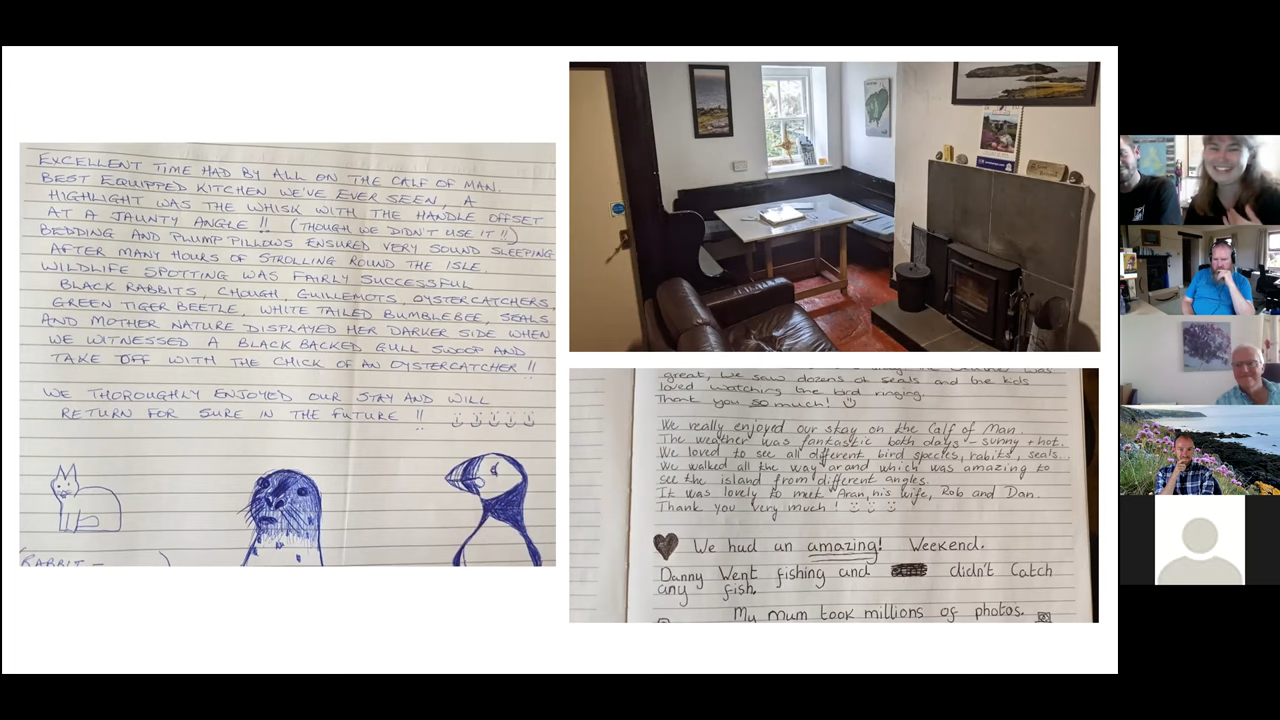 EXCELLENT TIME HAD BY ALL ON THE CALF OF MAN.
BEST EQUIPPED KITCHEN WE'VE EVER SEEN, A
HIGHLIGHT WAS THE WHISK WITH THE HANDLE OFFSET
AT A JAUNTY ANGLE !! (THOUGH WE DIDN'T USE IT !!)
BEDDING AND PLUMP PILLOWS ENSURED VERY SOUND SLEEPING
AFTER MANY HOURS OF STROLLING ROUND THE ISLE.
WILDLIFE SPOTTING WAS FAIRLY SUCCESSFUL
BLACK RABBITS, CHOUGH, GUILLEMOTS, OYSTERCATCHERS,
GREEN TIGER BEETLE, WHITE TAILED BUMBLEBEE, SEALS
AND MOTHER NATURE DISPLAYED HER DARKER SIDE WHEN
WE WITNESSED A BLACK BACKED GULL SWOOP AND
TAKE OFF WITH THE CHICK OF AN OYSTERCATCHER !!
WE THOROUGHLY ENJOYED OUR STAY AND WILL
RETURN FOR SURE IN THE FUTURE !!
(RABBIT -
great, we saw dozens of seals and the kids
loved watching the bird ringing.
Thank you so much!
We really enjoyed our stay on the Calf of Man.
The weather was fantastic both days - sunny + hot.
We loved to see all different bird species, rabits, seals...
We walked all the way arand which was amazing to
see the island from different angles.
It was lovely to meet Aran, his wife, Rob and Dan.
Thank you very much!
We had an amazing! Weekend.
Danny Went fishing and didn't Catch
any fish.
My mum took millions of photos.